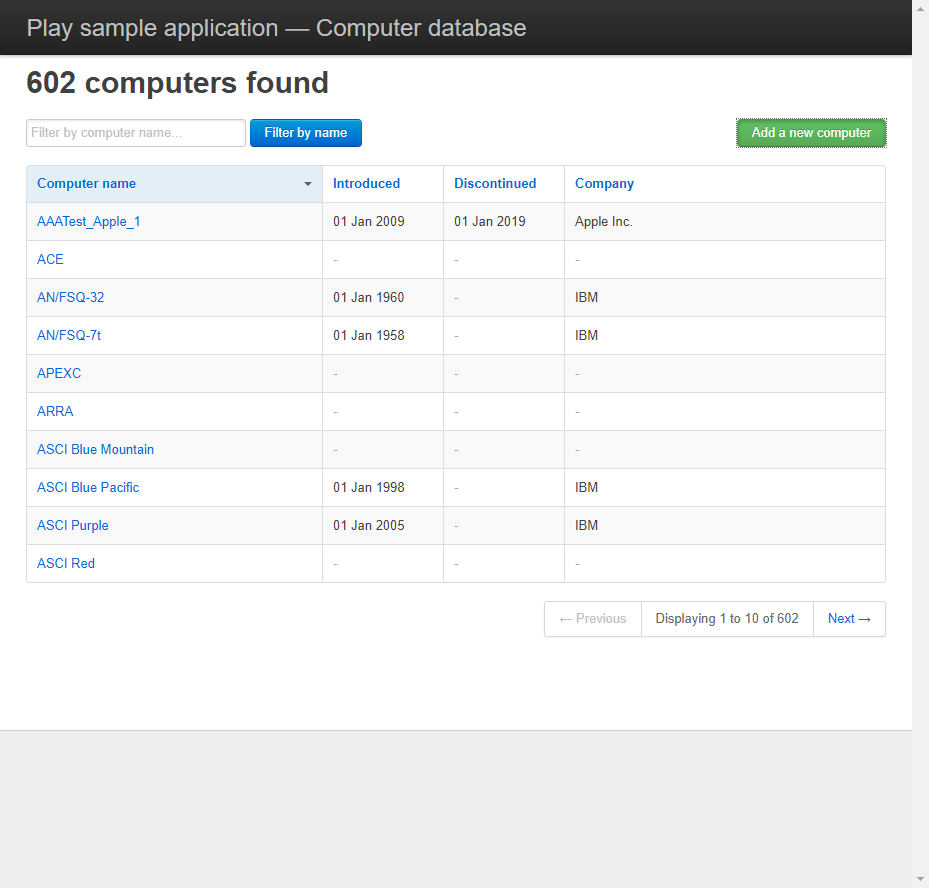 Play sample application — Computer database
602 computers found
Filter by computer name... Filter by name Add a new computer
Computer name Introduced Discontinued Company
AAATest_Apple_1 01 Jan 2009 01 Jan 2019 Apple Inc.
ACE - - -
AN/FSQ-32 01 Jan 1960 - IBM
AN/FSQ-7t 01 Jan 1958 - IBM
APEXC - - -
ARRA - - -
ASCI Blue Mountain - - -
ASCI Blue Pacific 01 Jan 1998 - IBM
ASCI Purple 01 Jan 2005 - IBM
ASCI Red - - -
← Previous Displaying 1 to 10 of 602 Next →